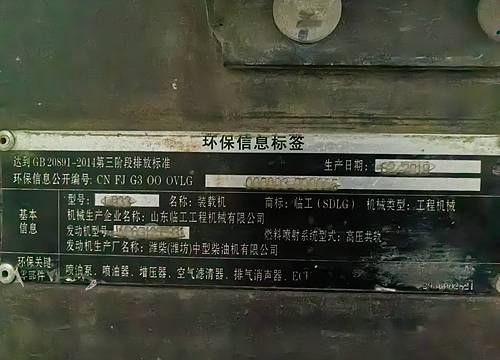 环保信息标签
达到GB 20891-2014第三阶段排放标准 生产日期:
环保信息公开编号: CN FJ G3 OO OVLG
型号: 名称: 装载机 商标: 临工 (SDLG) 机械类型: 工程机械
基本信息 机械生产企业名称: 山东临工工程机械有限公司
发动机型号: 燃料喷射系统型式: 高压共轨
发动机生产厂名称: 潍柴(潍坊)中型柴油机有限公司
环保关键 喷油泵、喷油器、增压器、空气滤清器、排气消声器、
零部件